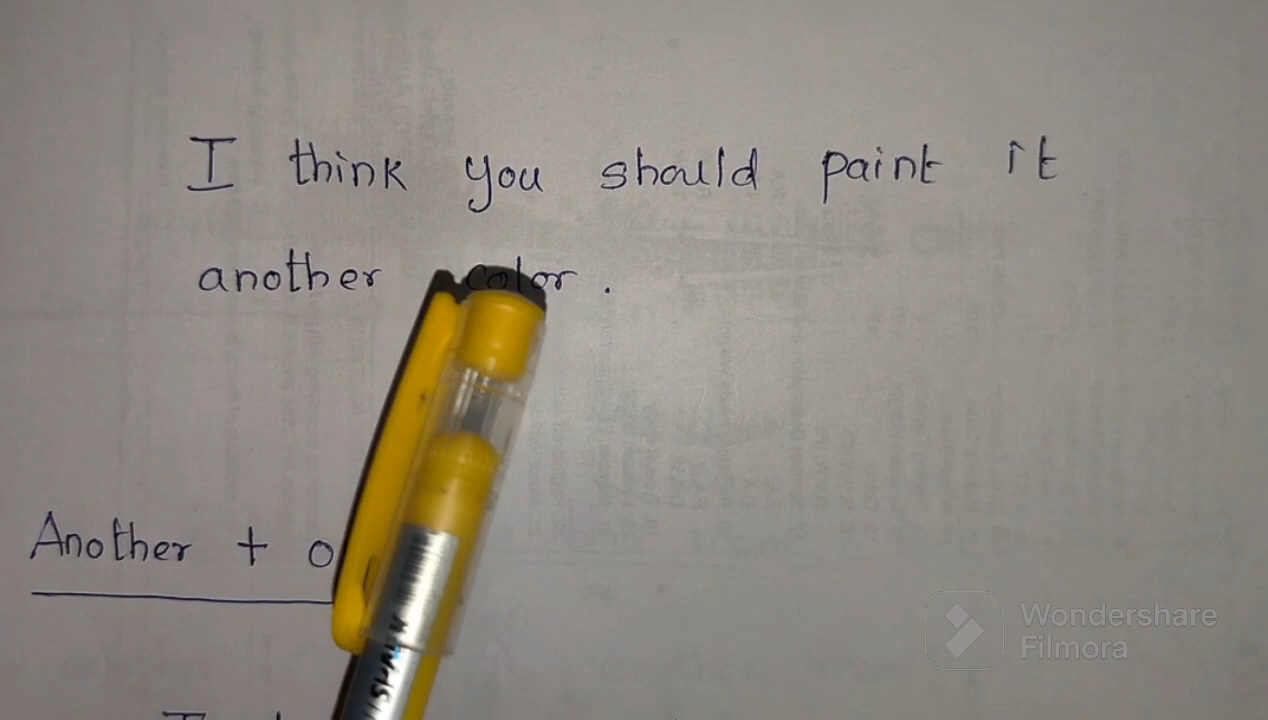 I think you should paint it
another color.
Another + o
Wondershare
Filmora